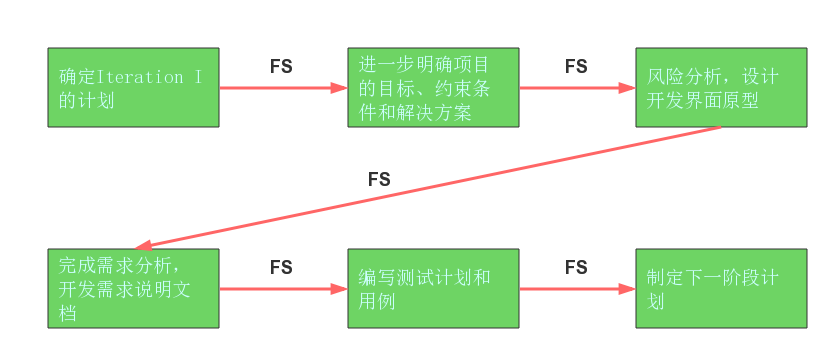 确定Iteration I
的计划
FS
进一步明确项目
的目标、约束条
件和解决方案
FS
风险分析，设计
开发界面原型
FS
完成需求分析，
开发需求说明文
档
FS
编写测试计划和
用例
FS
制定下一阶段计
划